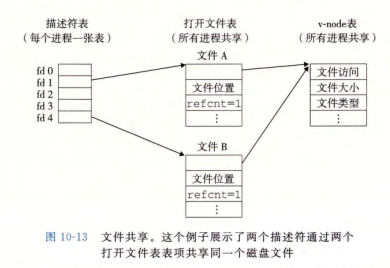 描述符表
（每个进程一张表）
打开文件表
（所有进程共享）
v-node表
（所有进程共享）
fd 0
fd 1
fd 2
fd 3
fd 4
文件 A
文件位置
refcnt=1
⋮
文件 B
文件位置
refcnt=1
⋮
文件访问
文件大小
文件类型
⋮
图 10-13 文件共享。这个例子展示了两个描述符通过两个
打开文件表表项共享同一个磁盘文件